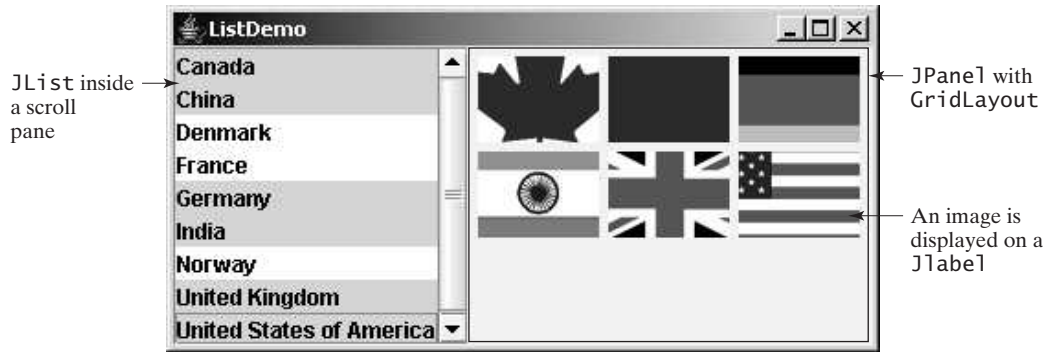 ListDemo
JList inside
a scroll
pane
Canada
China
Denmark
France
Germany
India
Norway
United Kingdom
United States of America
JPanel with
GridLayout
An image is
displayed on a
Jlabel